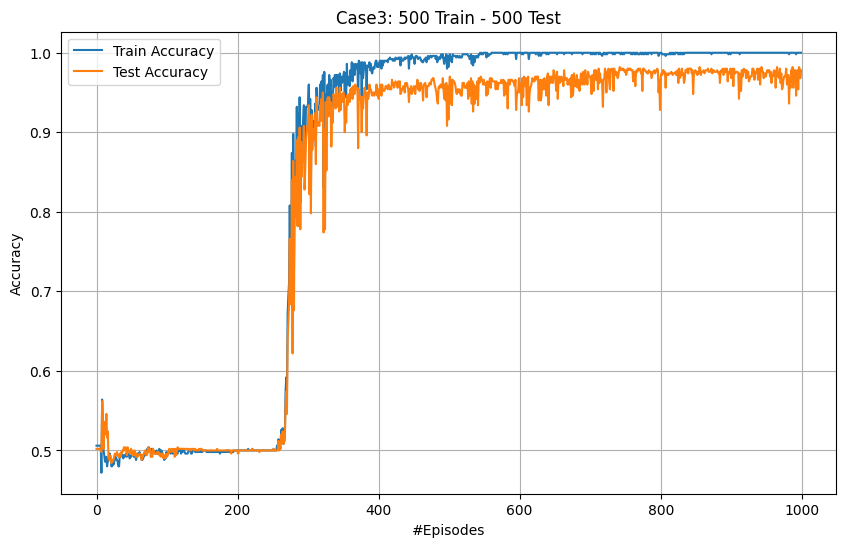 Case3: 500 Train - 500 Test
Train Accuracy
Test Accuracy
1.0
0.9
0.8
0.7
0.6
0.5
Accuracy
0 200 400 600 800 1000
#Episodes